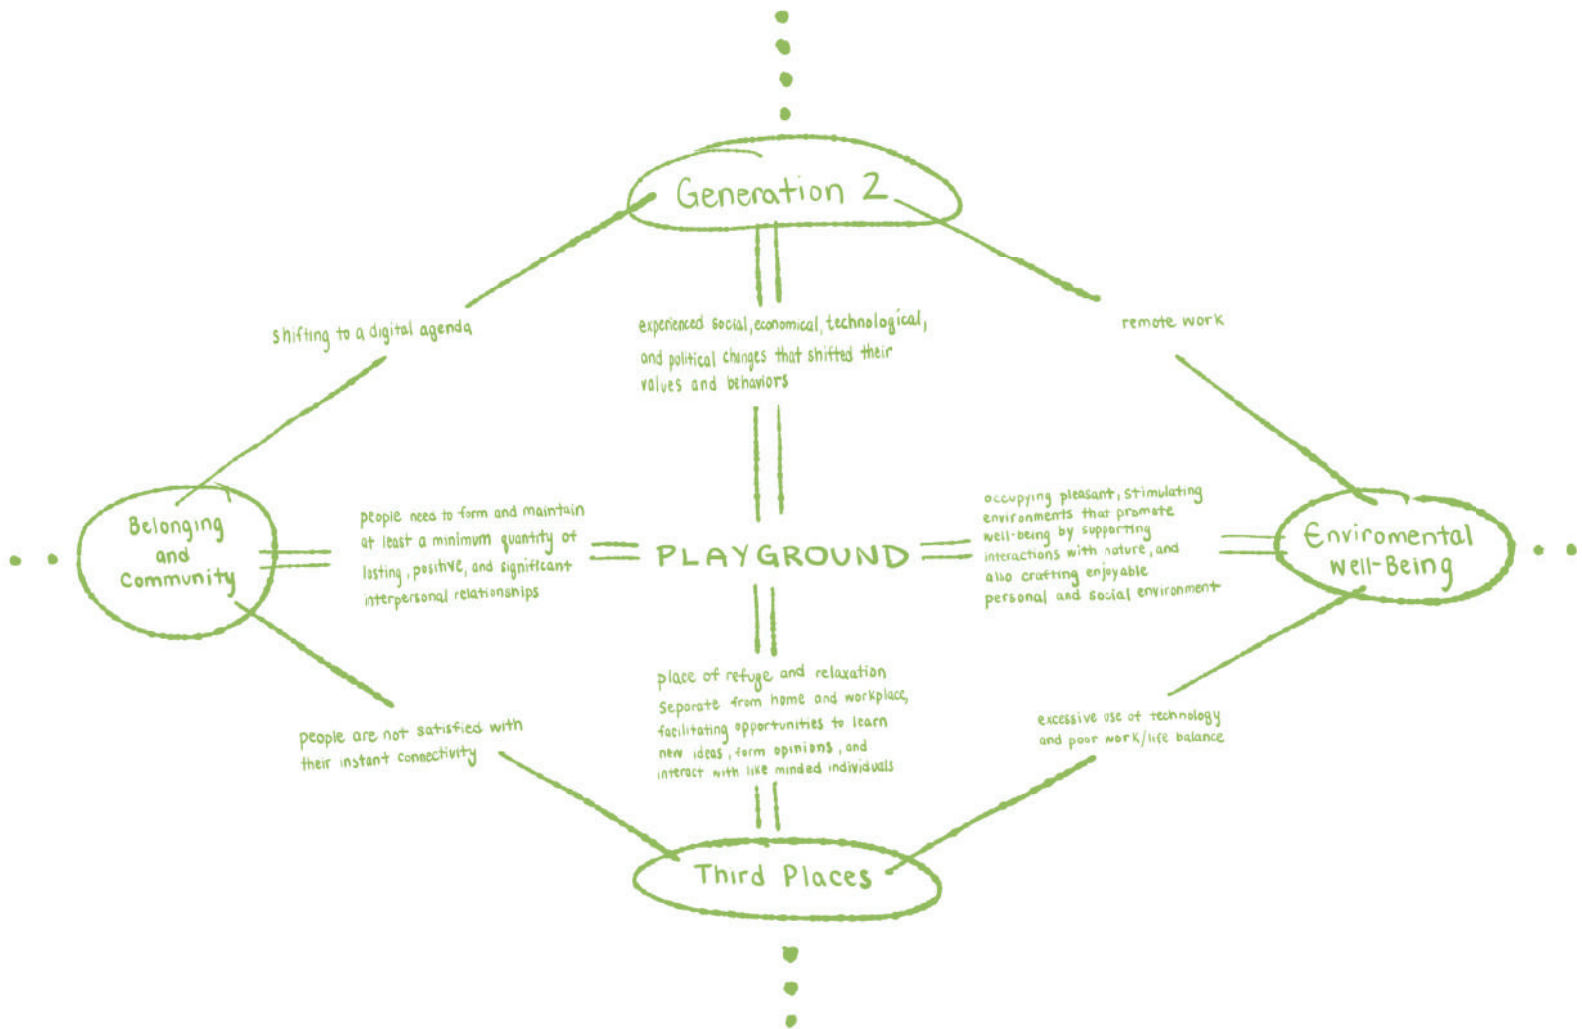 Generation Z
shifting to a digital agenda
experienced social, economical, technological,
and political changes that shifted their
values and behaviors
remote work
Belonging
and
Community
people need to form and maintain
at least a minimum quantity of
lasting, positive, and significant
interpersonal relationships
PLAYGROUND
occupying pleasant, stimulating
environments that promote
well-being by supporting
interactions with nature, and
also crafting enjoyable
personal and social environment
Enviromental
Well-Being
people are not satisfied with
their instant connectivity
place of refuge and relaxation
Separate from home and workplace,
facilitating opportunities to learn
new ideas, form opinions, and
interact with like minded individuals
excessive use of technology
and poor work/life balance
Third Places